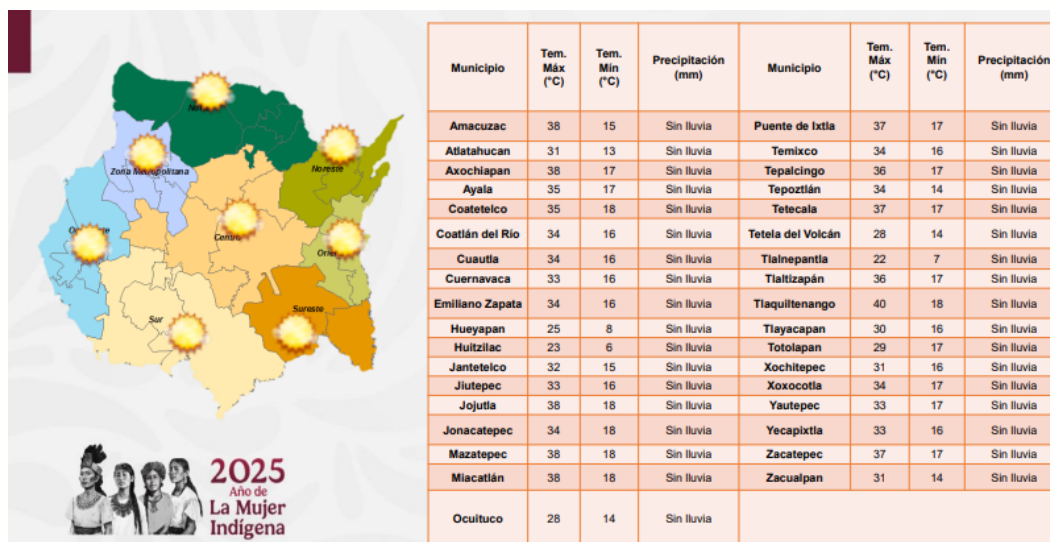 Municipio Tem. Máx (°C) Tem. Mín (°C) Precipitación (mm) Municipio Tem. Máx (°C) Tem. Mín (°C) Precipitación (mm)
Amacuzac 38 15 Sin lluvia Puente de Ixtla 37 17 Sin lluvia
Atlatahucan 31 13 Sin lluvia Temixco 34 16 Sin lluvia
Axochiapan 38 17 Sin lluvia Tepalcingo 36 17 Sin lluvia
Ayala 35 17 Sin lluvia Tepoztlán 34 14 Sin lluvia
Coatetelco 35 18 Sin lluvia Tetecala 37 17 Sin lluvia
Coatlán del Río 34 16 Sin lluvia Tetela del Volcán 28 14 Sin lluvia
Cuautla 34 16 Sin lluvia Tlalnepantla 22 7 Sin lluvia
Cuernavaca 33 16 Sin lluvia Tlaltizapán 36 17 Sin lluvia
Emiliano Zapata 34 16 Sin lluvia Tlaquiltenango 40 18 Sin lluvia
Hueyapan 25 8 Sin lluvia Tlayacapan 30 16 Sin lluvia
Huitzilac 23 6 Sin lluvia Totolapan 29 17 Sin lluvia
Jantetelco 32 15 Sin lluvia Xochitepec 31 16 Sin lluvia
Jiutepec 33 16 Sin lluvia Xoxocotla 34 17 Sin lluvia
Jojutla 38 18 Sin lluvia Yautepec 33 17 Sin lluvia
Jonacatepec 34 18 Sin lluvia Yecapixtla 33 16 Sin lluvia
Mazatepec 38 18 Sin lluvia Zacatepec 37 17 Sin lluvia
Miacatlán 38 18 Sin lluvia Zacualpan 31 14 Sin lluvia
Ocuituco 28 14 Sin lluvia
Zona Metropolitana
Noreste
Sureste
Sur
2025
Año de
La Mujer
Indígena